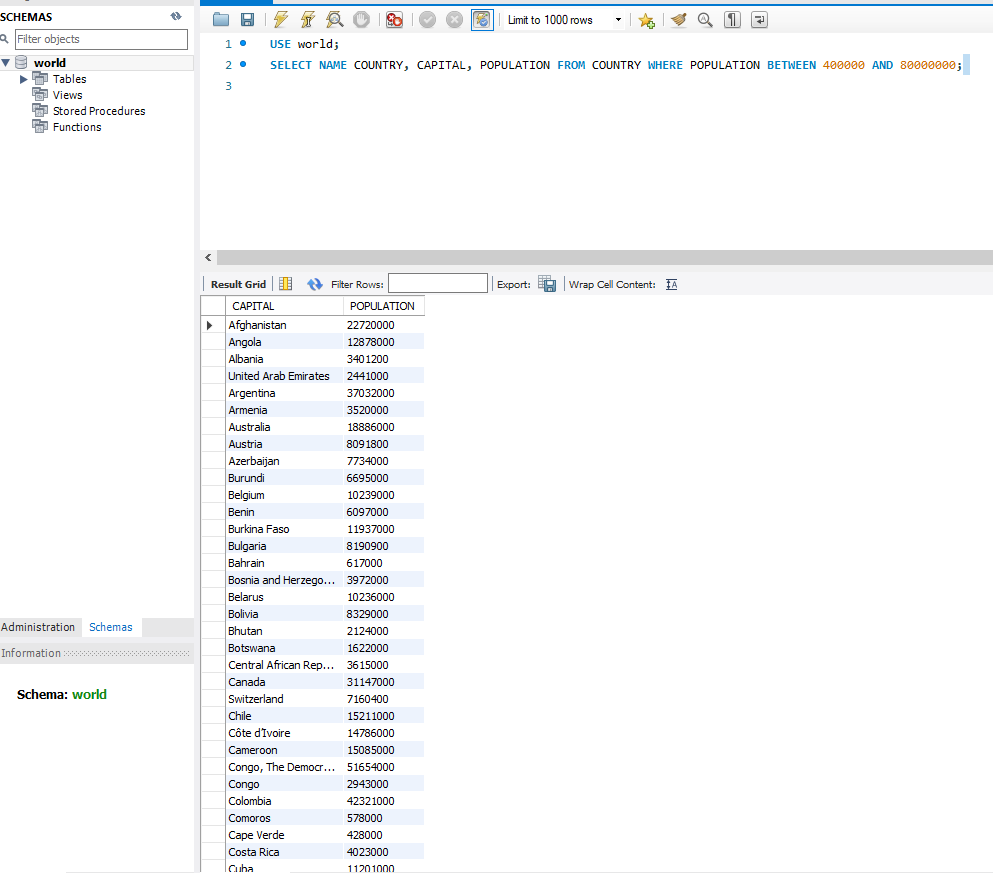 SCHEMAS
Filter objects
world
Tables
Views
Stored Procedures
Functions
Administration Schemas
Information
Schema: world
Limit to 1000 rows
1 USE world;
2 SELECT NAME COUNTRY, CAPITAL, POPULATION FROM COUNTRY WHERE POPULATION BETWEEN 400000 AND 80000000;
3
Result Grid Filter Rows: Export: Wrap Cell Content: IA
CAPITAL POPULATION
Afghanistan 22720000
Angola 12878000
Albania 3401200
United Arab Emirates 2441000
Argentina 37032000
Armenia 3520000
Australia 18886000
Austria 8091800
Azerbaijan 7734000
Burundi 6695000
Belgium 10239000
Benin 6097000
Burkina Faso 11937000
Bulgaria 8190900
Bahrain 617000
Bosnia and Herzego... 3972000
Belarus 10236000
Bolivia 8329000
Bhutan 2124000
Botswana 1622000
Central African Rep... 3615000
Canada 31147000
Switzerland 7160400
Chile 15211000
Côte d'Ivoire 14786000
Cameroon 15085000
Congo, The Democr... 51654000
Congo 2943000
Colombia 42321000
Comoros 578000
Cape Verde 428000
Costa Rica 4023000
Cuba 11201000